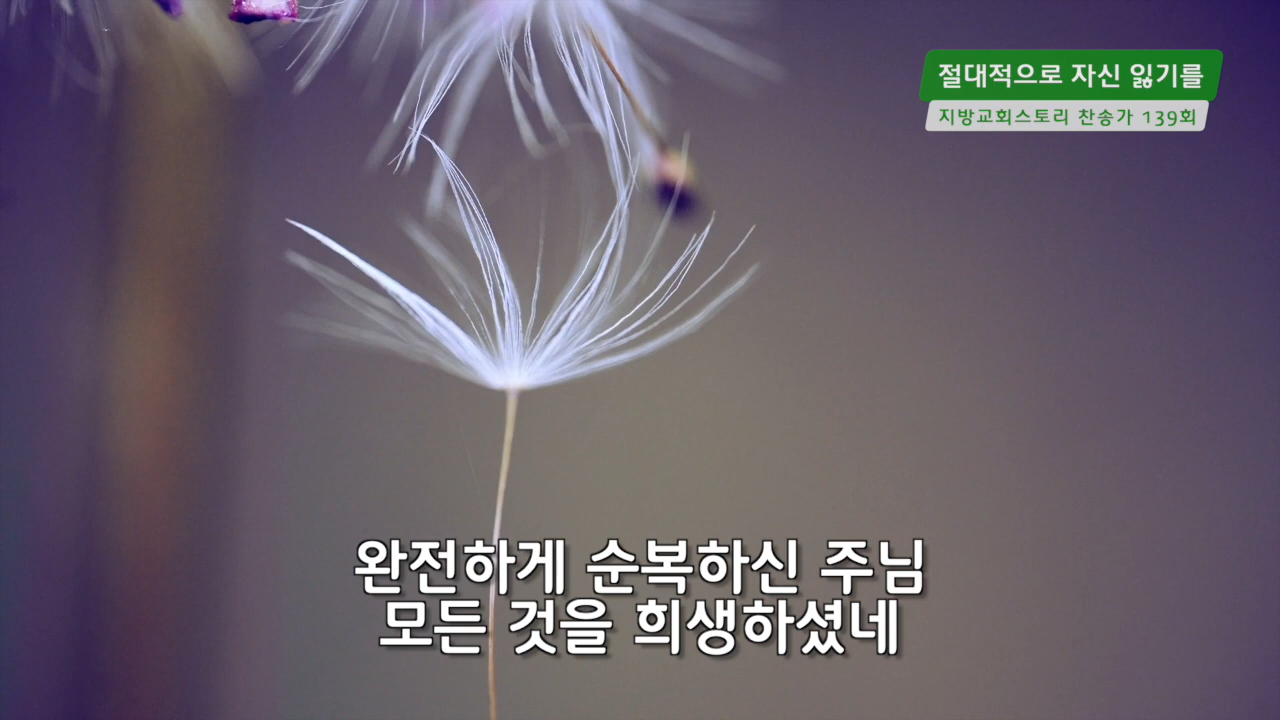 절대적으로 자신 잃기를
지방교회스토리 찬송가 139회
완전하게 순복하신 주님
모든 것을 희생하셨네